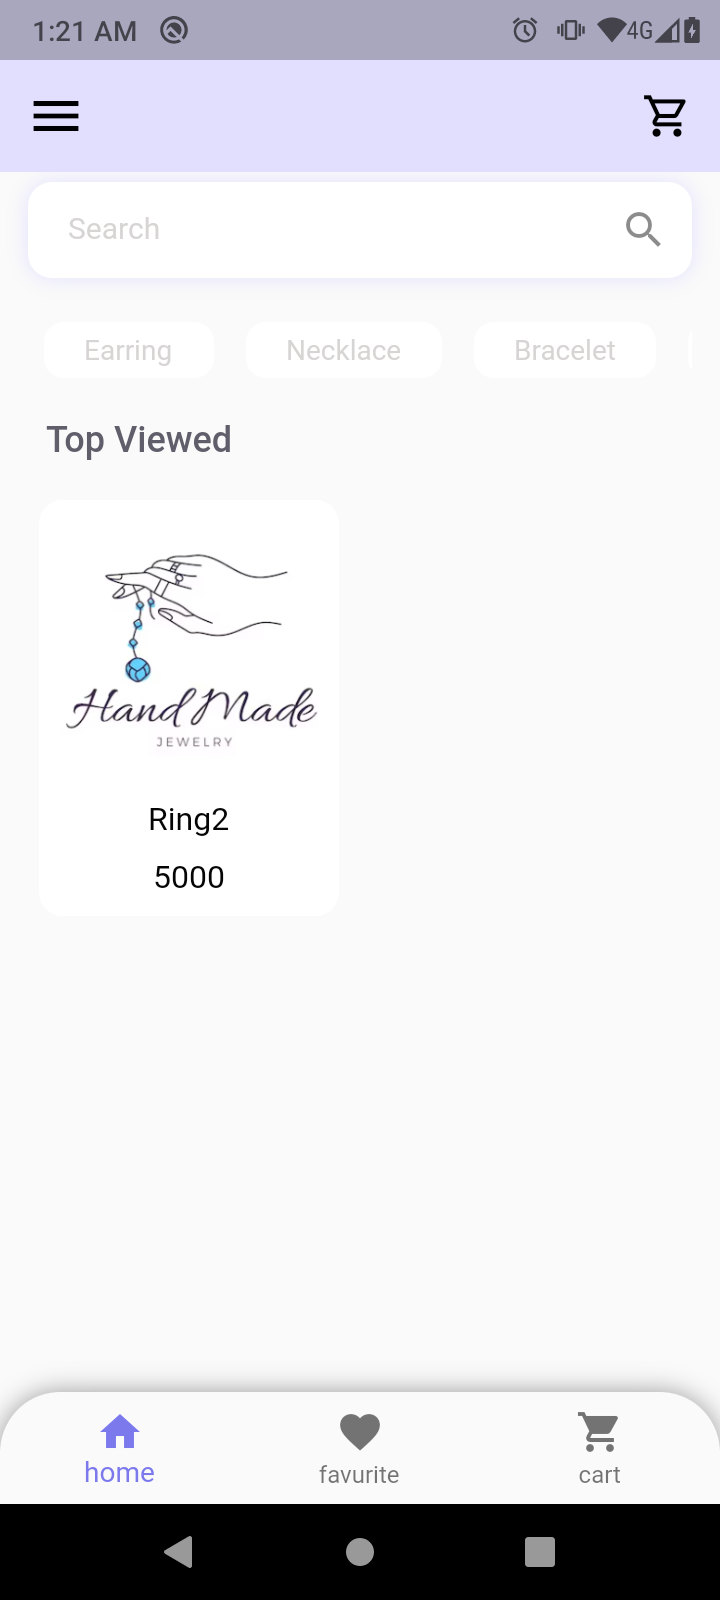 1:21 AM
4G
Search
Earring Necklace Bracelet
Top Viewed
Hand Made
JEWELRY
Ring2
5000
home favurite cart